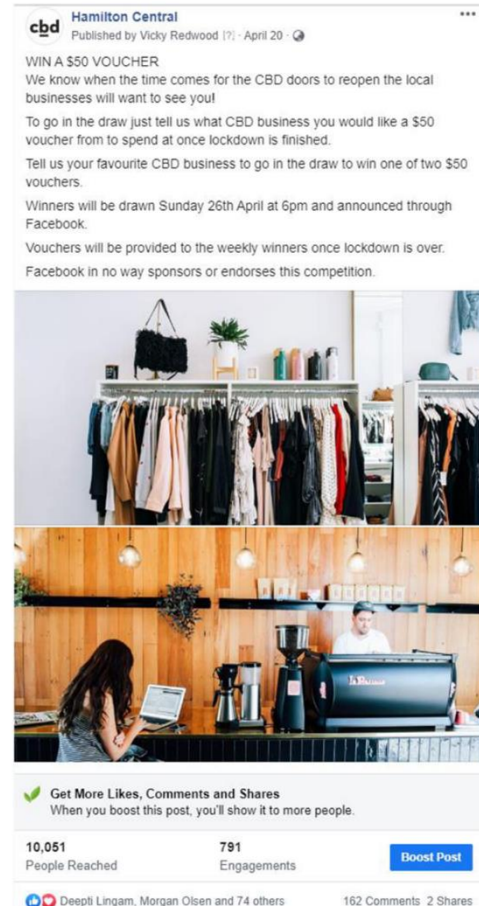 cbd
Hamilton Central
Published by Vicky Redwood [?] · April 20 ·
WIN A $50 VOUCHER
We know when the time comes for the CBD doors to reopen the local
businesses will want to see you!
To go in the draw just tell us what CBD business you would like a $50
voucher from to spend at once lockdown is finished.
Tell us your favourite CBD business to go in the draw to win one of two $50
vouchers.
Winners will be drawn Sunday 26th April at 6pm and announced through
Facebook.
Vouchers will be provided to the weekly winners once lockdown is over.
Facebook in no way sponsors or endorses this competition.
Get More Likes, Comments and Shares
When you boost this post, you'll show it to more people.
10,051 791
People Reached Engagements
Boost Post
Deepti Lingam, Morgan Olsen and 74 others 162 Comments 2 Shares